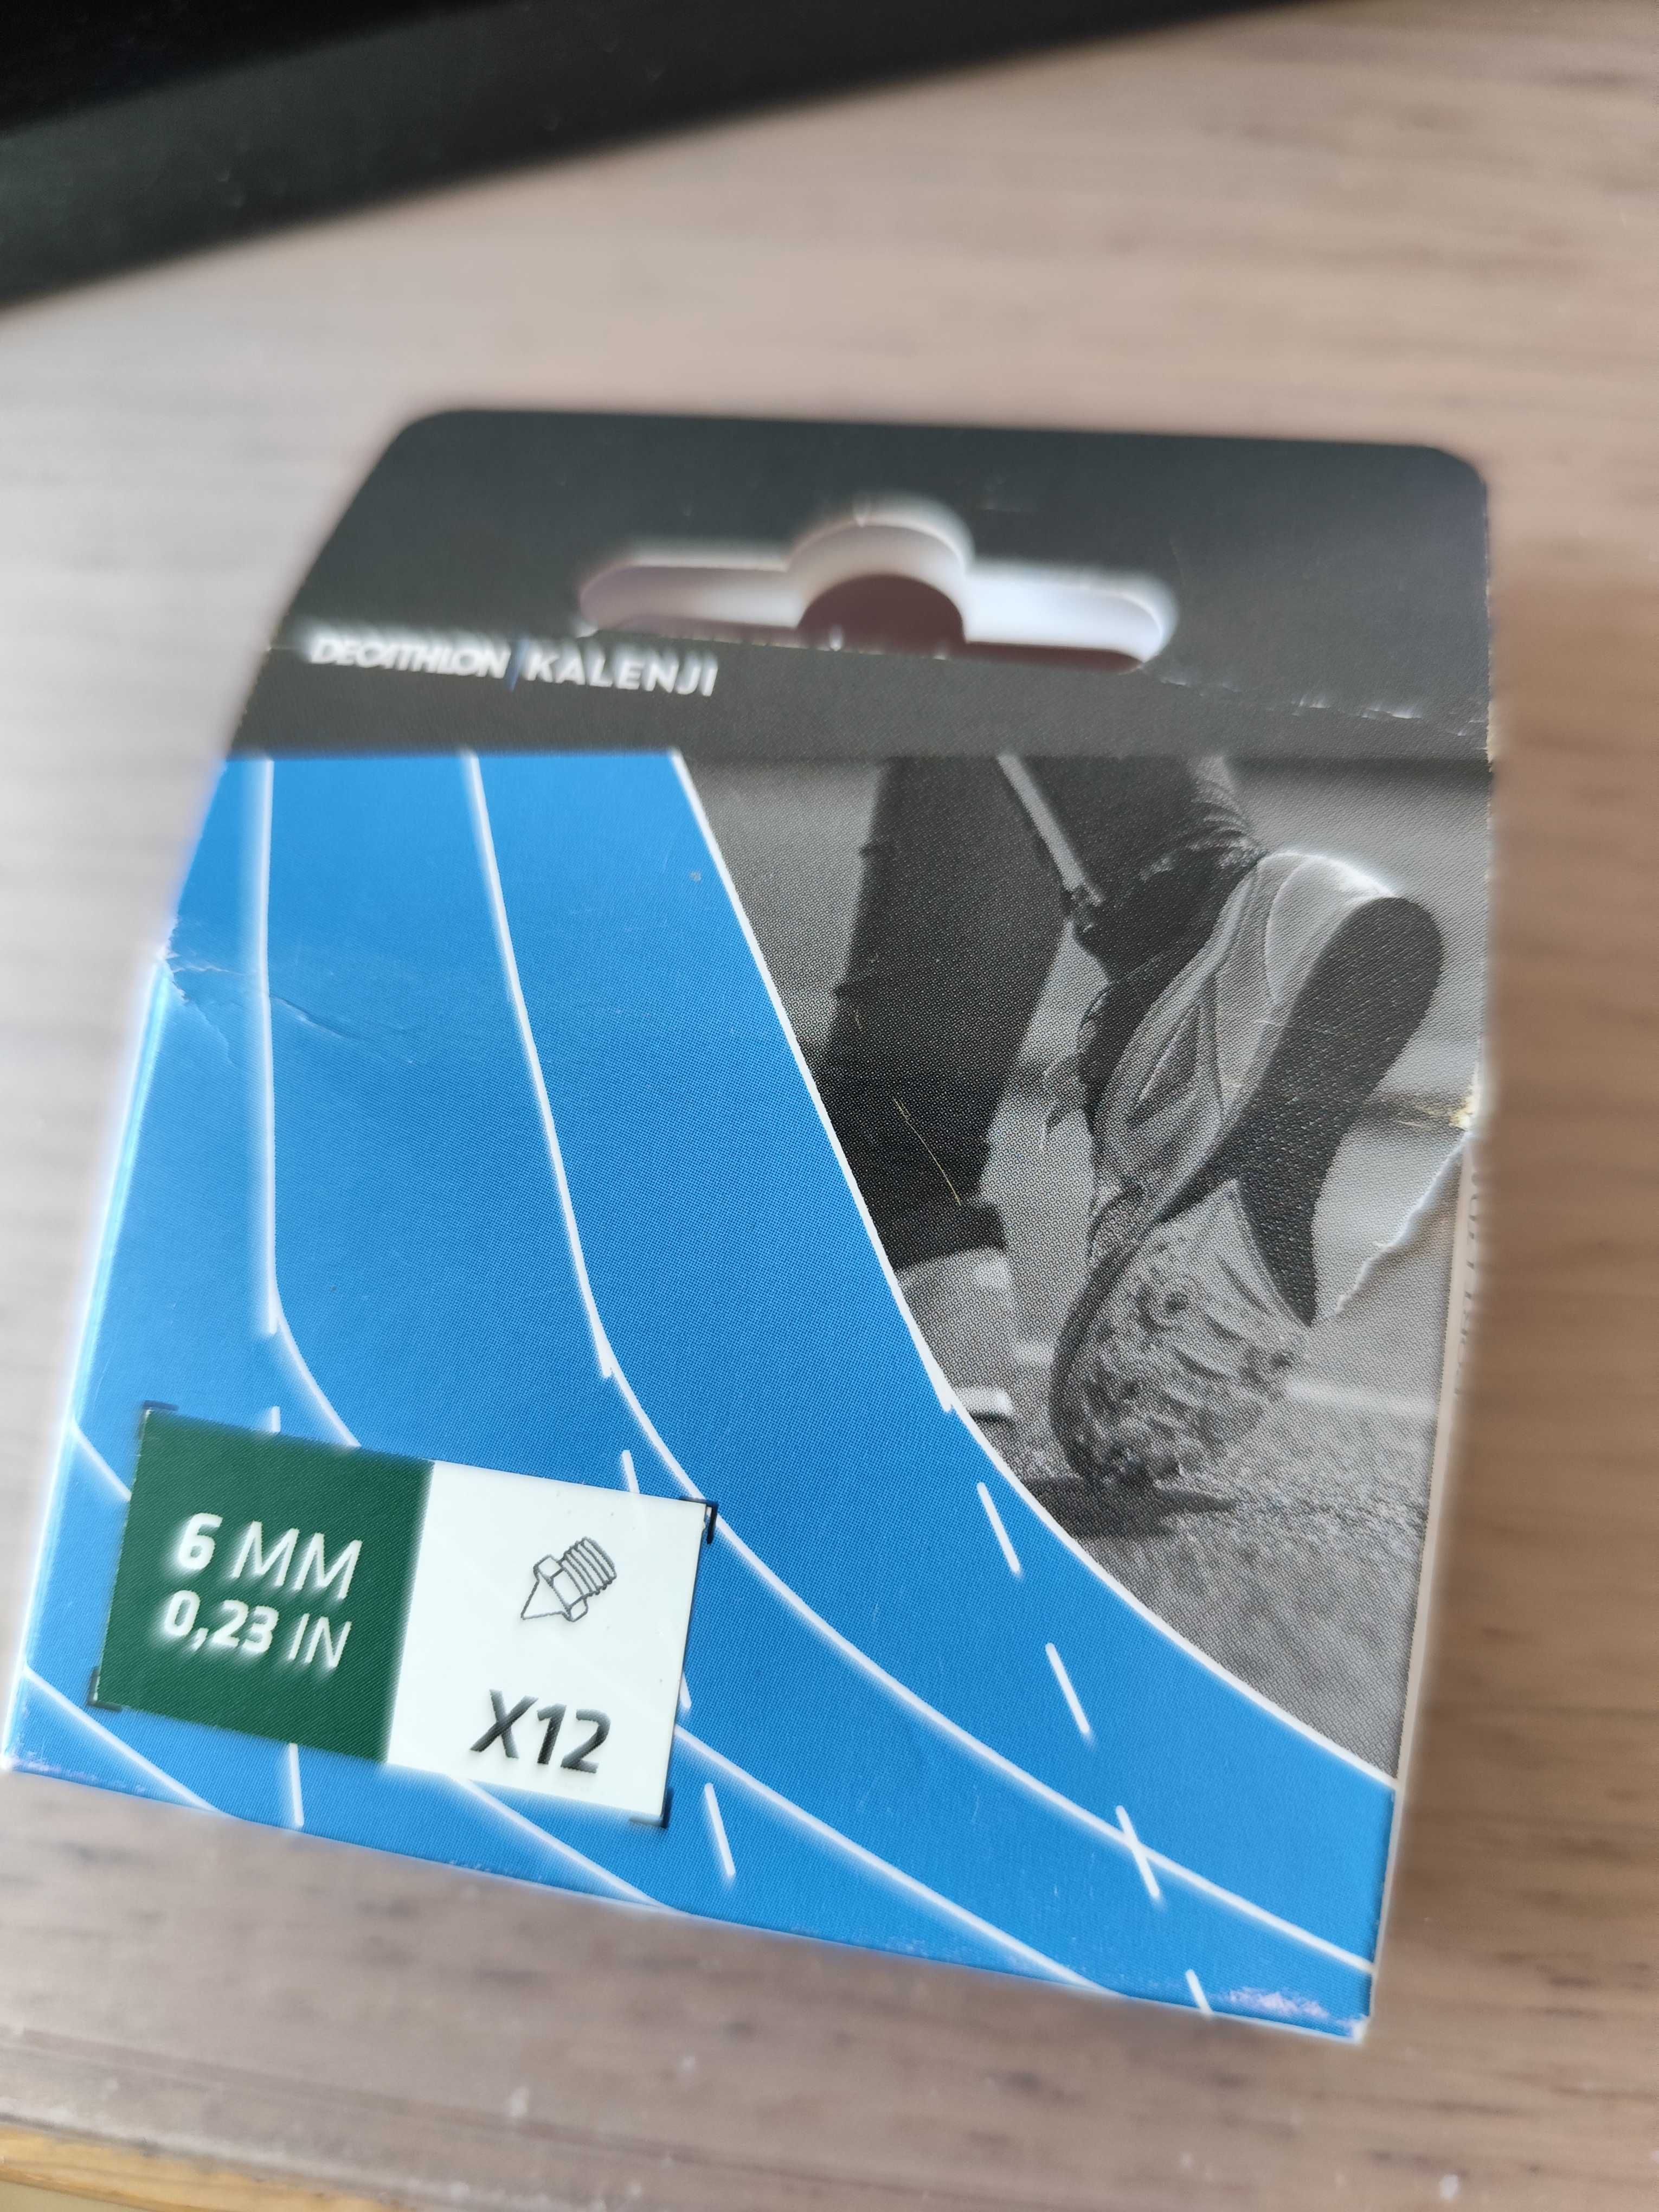 DECATHLON | KALENJI
6 MM
0,23 IN
X12